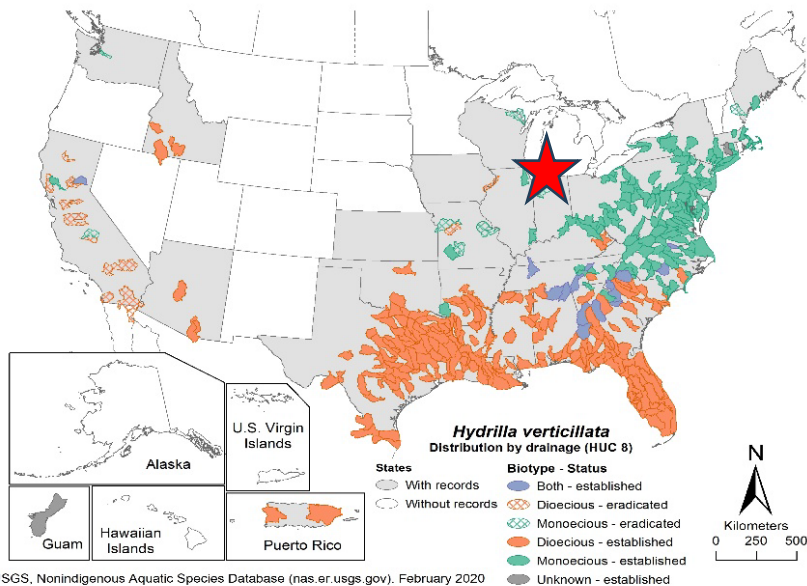 Alaska
U.S. Virgin
Islands
Guam
Hawaiian
Islands
Puerto Rico
Hydrilla verticillata
Distribution by drainage (HUC 8)
States
With records
Without records
Biotype - Status
Both - established
Dioecious - eradicated
Monoecious - eradicated
Dioecious - established
Monoecious - established
Unknown - established
N
Kilometers
0 250 500
SGS, Nonindigenous Aquatic Species Database (nas.er.usgs.gov). February 2020